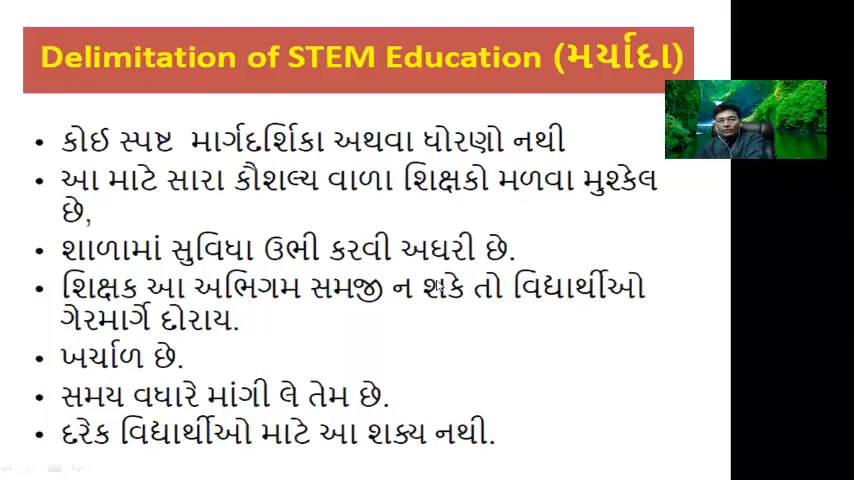 Delimitation of STEM Education (મર્યાદા)
• કોઈ સ્પષ્ટ માર્ગદર્શિકા અથવા ધોરણો નથી
• આ માટે સારા કૌશલ્ય વાળા શિક્ષકો મળવા મુશ્કેલ
છે,
• શાળામાં સુવિધા ઉભી કરવી અઘરી છે.
• શિક્ષક આ અભિગમ સમજી ન શકે તો વિદ્યાર્થીઓ
ગેરમાર્ગે દોરાય.
• ખર્ચાળ છે.
• સમય વધારે માંગી લે તેમ છે.
• દરેક વિદ્યાર્થીઓ માટે આ શક્ય નથી.